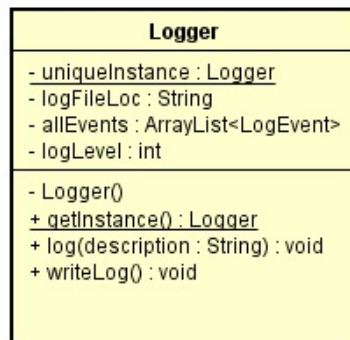 Logger
- uniqueInstance : Logger
- logFileLoc : String
- allEvents : ArrayList<LogEvent>
- logLevel : int
- Logger()
+ getInstance() : Logger
+ log(description : String) : void
+ writeLog() : void